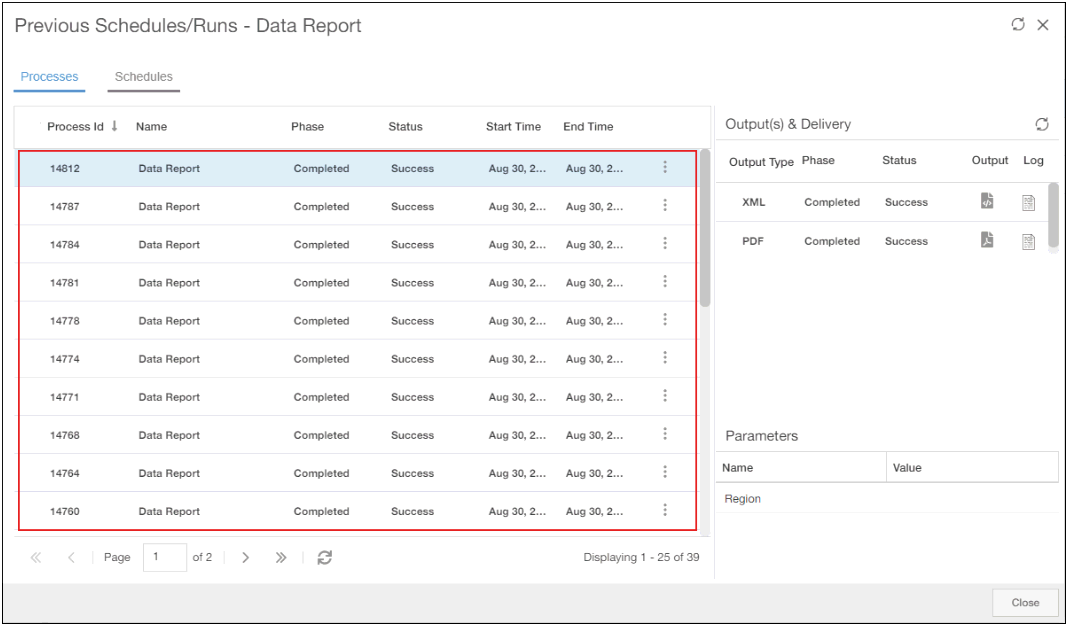 Previous Schedules/Runs - Data Report
Processes Schedules
Process Id Name Phase Status Start Time End Time
14812 Data Report Completed Success Aug 30, 2... Aug 30, 2...
14787 Data Report Completed Success Aug 30, 2... Aug 30, 2...
14784 Data Report Completed Success Aug 30, 2... Aug 30, 2...
14781 Data Report Completed Success Aug 30, 2... Aug 30, 2...
14778 Data Report Completed Success Aug 30, 2... Aug 30, 2...
14774 Data Report Completed Success Aug 30, 2... Aug 30, 2...
14771 Data Report Completed Success Aug 30, 2... Aug 30, 2...
14768 Data Report Completed Success Aug 30, 2... Aug 30, 2...
14764 Data Report Completed Success Aug 30, 2... Aug 30, 2...
14760 Data Report Completed Success Aug 30, 2... Aug 30, 2...
Page 1 of 2 Displaying 1 - 25 of 39
Output(s) & Delivery
Output Type Phase Status Output Log
XML Completed Success
PDF Completed Success
Parameters
Name Value
Region
Close